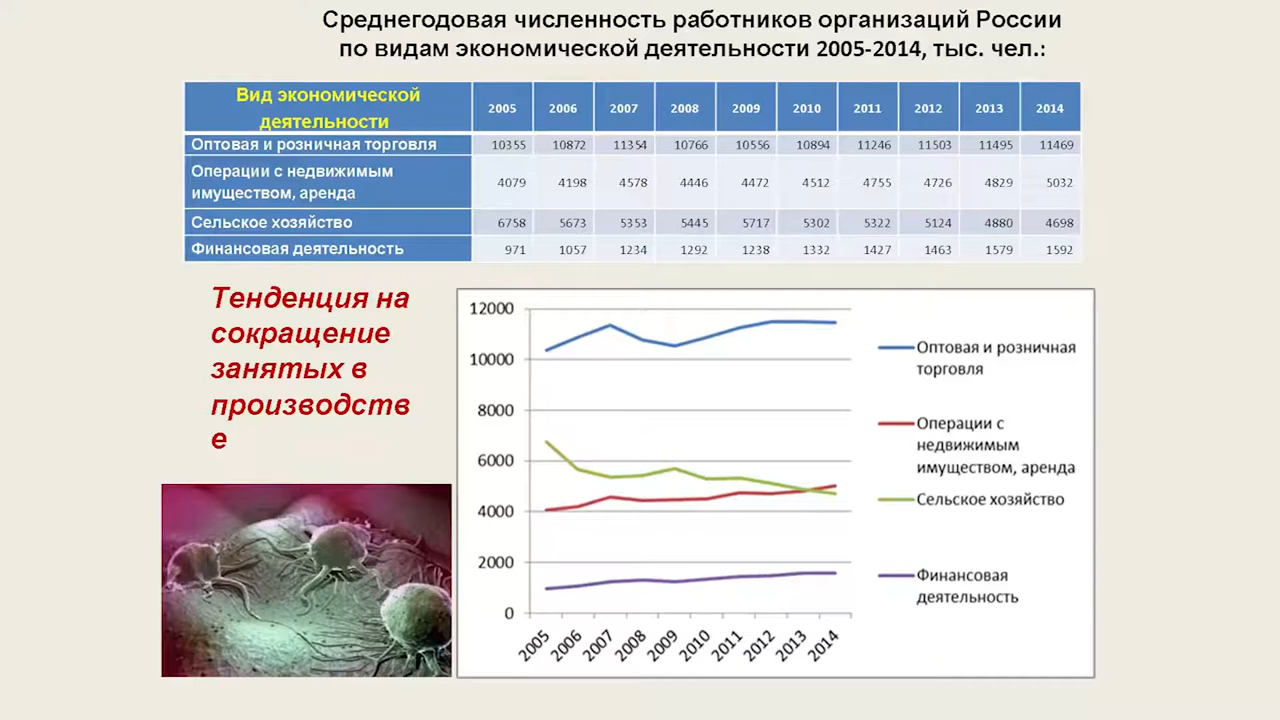 Среднегодовая численность работников организаций России
по видам экономической деятельности 2005-2014, тыс. чел.:
Вид экономической
деятельности
2005 2006 2007 2008 2009 2010 2011 2012 2013 2014
Оптовая и розничная торговля 10355 10872 11354 10766 10556 10894 11246 11503 11495 11469
Операции с недвижимым
имуществом, аренда
4079 4198 4578 4446 4472 4512 4755 4726 4829 5032
Сельское хозяйство 6758 5673 5353 5445 5717 5302 5322 5124 4880 4698
Финансовая деятельность 971 1057 1234 1292 1238 1332 1427 1463 1579 1592
Тенденция на
сокращение
занятых в
производств
е
12000
10000
8000
6000
4000
2000
0
2005 2006 2007 2008 2009 2010 2011 2012 2013 2014
Оптовая и розничная
торговля
Операции с
недвижимым
имуществом, аренда
Сельское хозяйство
Финансовая
деятельность